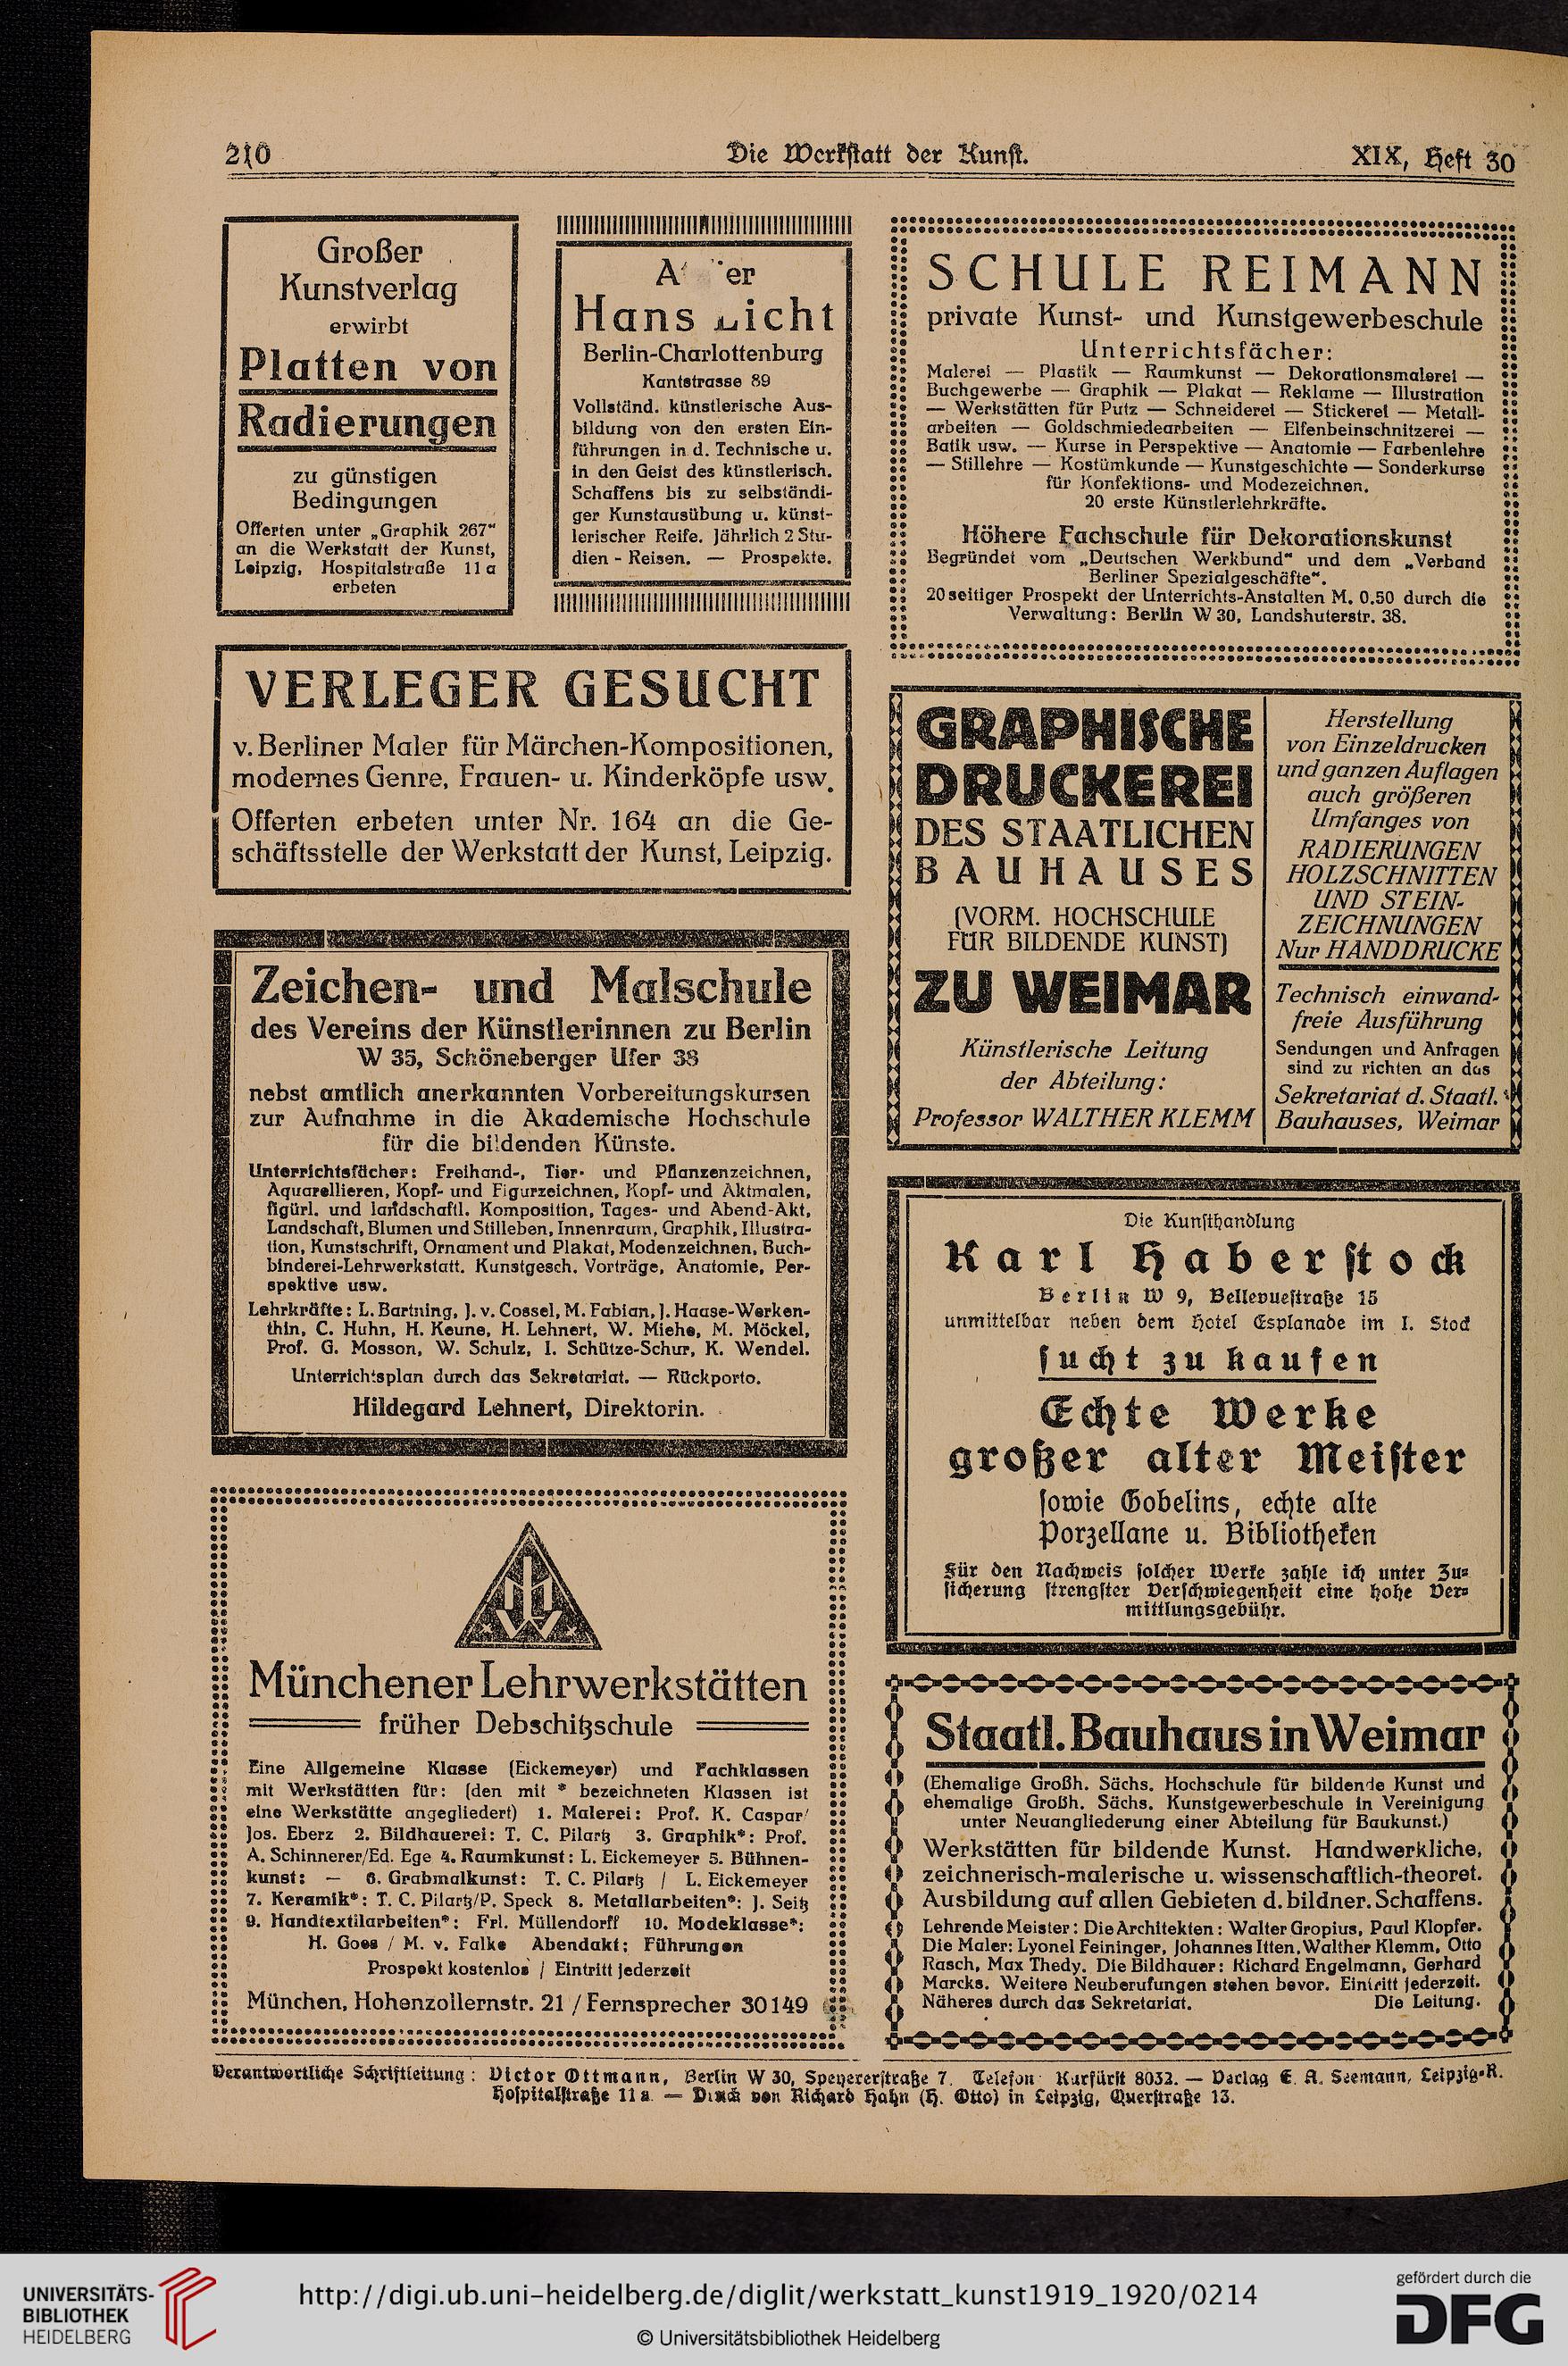 210
Die Werkstatt der Kunst.
XIX, Heft 30
Großer
Kunstverlag
erwirbt
Platten von
Radierungen
zu günstigen
Bedingungen
Offerten unter „Graphik 267“
an die Werkstatt der Kunst,
Leipzig, Hospitalstraße 11a
erbeten
Hans Licht
Berlin-Charlottenburg
Kantstrasse 89
Vollständ. künstlerische Aus-
bildung von den ersten Ein-
führungen in d. Technische u.
in den Geist des künstlerisch.
Schaffens bis zu selbständi-
ger Kunstausübung u. künst-
lerischer Reife. Jährlich 2 Stu-
dien - Reisen. — Prospekte.
SCHULE REIMANN
private Kunst- und Kunstgewerbeschule
Unterrichtsfächer:
Malerei — Plastik — Raumkunst — Dekorationsmalerei —
Buchgewerbe — Graphik — Plakat — Reklame — Illustration
— Werkstätten für Putz — Schneiderei — Stickerei — Metall-
arbeiten — Goldschmiedearbeiten — Elfenbeinschnitzerei —
Batik usw. — Kurse in Perspektive — Anatomie — Farbenlehre
— Stillehre — Kostümkunde — Kunstgeschichte — Sonderkurse
für Konfektions- und Modezeichnen.
20 erste Künstlerlehrkräfte.
Höhere Fachschule für Dekorationskunst
Begründet vom „Deutschen Werkbund“ und dem „Verband
Berliner Spezialgeschäfte“.
20seitiger Prospekt der Unterrichts-Anstalten M. 0.50 durch die
Verwaltung: Berlin W 30, Landshuterstr. 38.
VERLEGER GESUCHT
v. Berliner Maler für Märchen-Kompositionen,
modernes Genre, Frauen- u. Kinderköpfe usw.
Offerten erbeten unter Nr. 164 an die Ge-
schäftsstelle der Werkstatt der Kunst, Leipzig.
GRAPHISCHE
DRUCKEREI
DES STAATLICHEN
BAUHAUSES
(VORM. HOCHSCHULE
FÜR BILDENDE KUNST)
ZU WEIMAR
Künstlerische Leitung
der Abteilung:
Professor WALTHER KLEMM
Herstellung
von Einzeldrucken
und ganzen Auflagen
auch größeren
Umfanges von
RADIERUNGEN
HOLZSCHNITTEN
UND STEIN-
ZEICHNUNGEN
Nur HANDDRUCKE
Technisch einwand-
freie Ausführung
Sendungen und Anfragen
sind zu richten an das
Sekretariat d. Staatl.
Bauhauses, Weimar
Zeichen- und Malschule
des Vereins der Künstlerinnen zu Berlin
W 35, Schöneberger Ufer 38
nebst amtlich anerkannten Vorbereitungskursen
zur Aufnahme in die Akademische Hochschule
für die bildenden Künste.
Unterrichtsfächer: Freihand-, Tier- und Pflanzenzeichnen,
Aquarellieren, Kopf- und Figurzeichnen, Kopf- und Aktmalen,
figürl. und landschaftl. Komposition, Tages- und Abend-Akt,
Landschaft, Blumen und Stilleben, Innenraum, Graphik, Illustra-
tion, Kunstschrift, Ornament und Plakat, Modenzeichnen, Buch-
binderei-Lehrwerkstatt. Kunstgesch. Vorträge, Anatomie, Per-
spektive usw.
Lehrkräfte: L. Bartning, J. v. Cossel, M. Fabian, J. Haase-Werken-
thin, C. Huhn, H. Keune, H. Lehnert, W. Miehe, M. Möckel,
Prof. G. Mosson, W. Schulz, I. Schütze-Schur, K. Wendel.
Unterrichtsplan durch das Sekretariat. — Rückporto.
Hildegard Lehnert, Direktorin.
Die Kunsthandlung
Karl Haberstock
Berlin W 9, Bellevuestraße 15
unmittelbar neben dem Hotel Esplanade im I. Stock
sucht zu kaufen
Echte Werke
großer alter Meister
sowie Gobelins, echte alte
Porzellane u. Bibliotheken
Für den Nachweis solcher Werke zahle ich unter Zu-
sicherung strengster Verschwiegenheit eine hohe Ver-
mittlungsgebühr.
Münchener Lehrwerkstätten
früher Debschitzschule
Eine Allgemeine Klasse (Eickemeyer) und Fachklassen
mit Werkstätten für: (den mit * bezeichneten Klassen ist
eine Werkstätte angegliedert) 1. Malerei: Prof. K. Caspar/
Jos. Eberz 2. Bildhauerei: T. C. Pilartz 3. Graphik*: Prof.
A. Schinnerer/Ed. Ege 4. Raumkunst: L. Eickemeyer 5. Bühnen-
kunst: — 6. Grabmalkunst: T. C. Pilartz / L. Eickemeyer
7. Keramik*: T. C. Pilartz/P. Speck 8. Metallarbeiten*: J. Seitz
9. Handtextilarbeiten*: Frl. Müllendorff 10. Modeklasse*:
H. Goes / M. v. Falke Abendakt; Führungen
Prospekt kostenlos / Eintritt jederzeit
München, Hohenzollernstr. 21 / Fernsprecher 30149
Staatl. Bauhaus in Weimar
(Ehemalige Großh. Sächs. Hochschule für bildende Kunst und
ehemalige Großh. Sächs. Kunstgewerbeschule in Vereinigung
unter Neuangliederung einer Abteilung für Baukunst.)
Werkstätten für bildende Kunst. Handwerkliche,
zeichnerisch-malerische u. wissenschaftlich-theoret.
Ausbildung auf allen Gebieten d. bildner. Schaffens.
Lehrende Meister: Die Architekten: Walter Gropius, Paul Klopfer.
Die Maler: Lyonel Feininger, Johannes Itten, Walther Klemm, Otto
Rasch, Max Thedy. Die Bildhauer: Richard Engelmann, Gerhard
Marcks. Weitere Neuberufungen stehen bevor. Eintritt jederzeit.
Näheres durch das Sekretariat. Die Leitung.
Verantwortliche Schriftleitung: Victor Ottmann, Berlin W 30, Speyererstraße 7. Telefon Kurfürst 8032. — Verlag E. A. Seemann, Leipzig-R.
Hospitalstraße 11a. — Druck von Richard Hahn (H. Otto) in Leipzig, Querstraße 13.
UNIVERSITÄTS-
BIBLIOTHEK
HEIDELBERG
http://digi.ub.uni-heidelberg.de/diglit/werkstatt_kunst1919_1920/0214
© Universitätsbibliothek Heidelberg
gefördert durch die
DFG